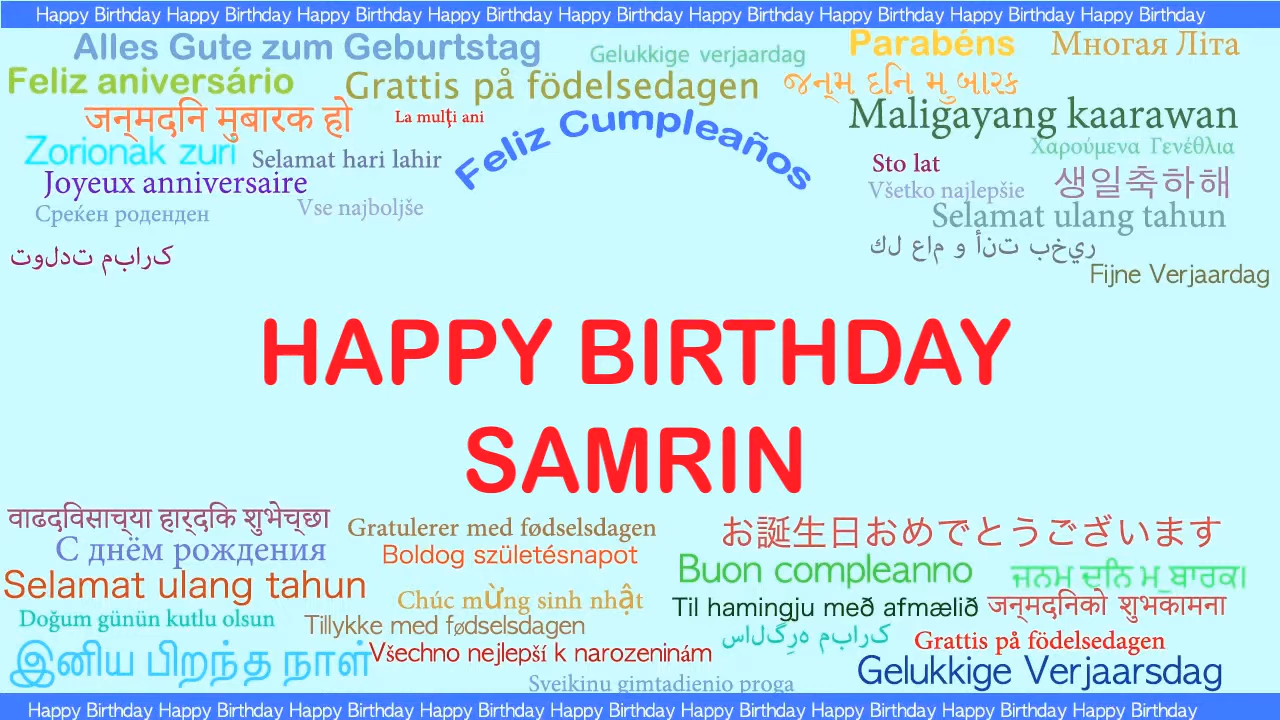 Happy Birthday Happy Birthday Happy Birthday Happy Birthday Happy Birthday Happy Birthday Happy Birthday Happy Birthday Happy Birthday
Alles Gute zum Geburtstag
Gelukkige verjaardag
Parabéns
Многая Літа
Feliz aniversário
Grattis på födelsedagen
જન્મ દિન મુબારક
जन्मदिन मुबारक हो
La mulţi ani
Feliz Cumpleaños
Maligayang kaarawan
Zorionak zuri
Selamat hari lahir
Χαρούμενα Γενέθλια
Sto lat
Joyeux anniversaire
Všetko najlepšie
생일축하해
Среќен роденден
Vse najboljše
Selamat ulang tahun
تولدت مبارک
كل عام و أنت بخير
Fijne Verjaardag
HAPPY BIRTHDAY
SAMRIN
वाढदिवसाच्या हार्दिक शुभेच्छा
Gratulerer med fødselsdagen
お誕生日おめでとうございます
С днём рождения
Boldog születésnapot
Buon compleanno
ਜਨਮ ਦਿਨ ਮੁਬਾਰਕ।
Selamat ulang tahun
Chúc mừng sinh nhật
Til hamingju með afmælið
जन्मदिनको शुभकामना
Doğum günün kutlu olsun
Tillykke med fødselsdagen
سالگرہ مبارک
Grattis på födelsedagen
இனிய பிறந்த நாள்
Všechno nejlepší k narozeninám
Gelukkige Verjaarsdag
Sveikinu gimtadienio proga
Happy Birthday Happy Birthday Happy Birthday Happy Birthday Happy Birthday Happy Birthday Happy Birthday Happy Birthday Happy Birthday